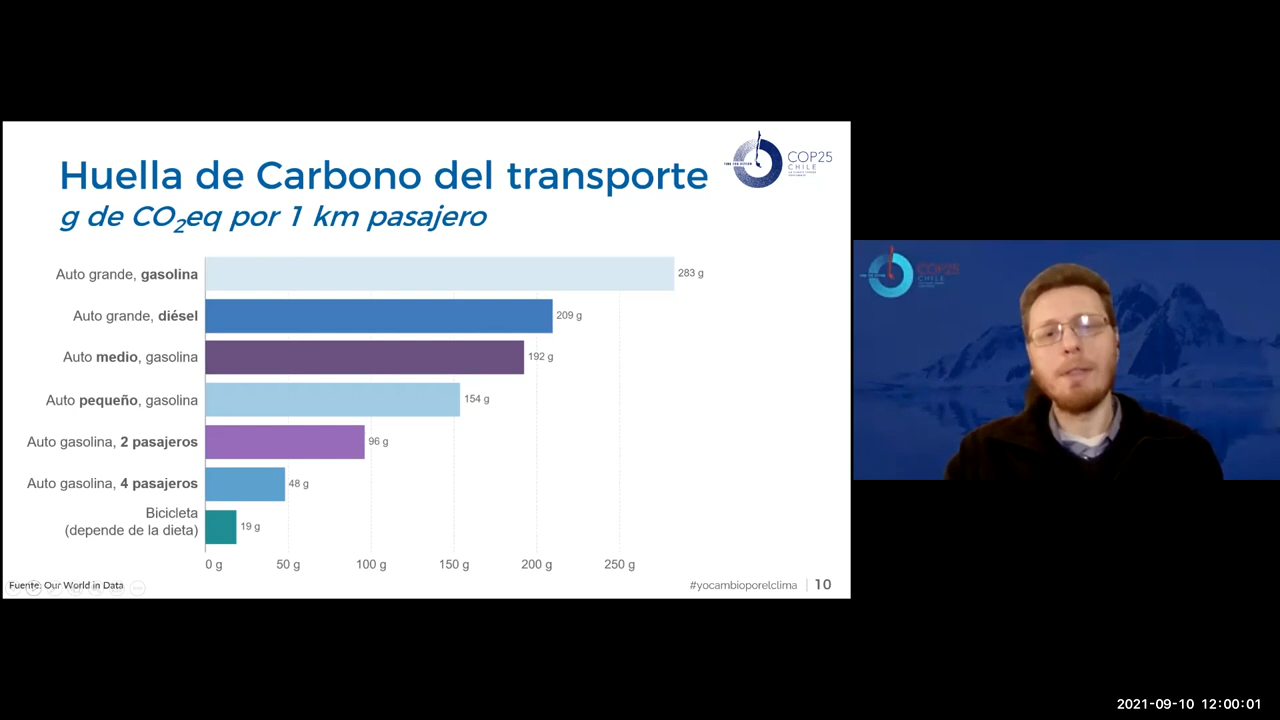 Huella de Carbono del transporte
g de CO₂eq por 1 km pasajero
COP25
CHILE
Auto grande, gasolina
283 g
Auto grande, diésel
209 g
Auto medio, gasolina
192 g
Auto pequeño, gasolina
154 g
Auto gasolina, 2 pasajeros
96 g
Auto gasolina, 4 pasajeros
48 g
Bicicleta
(depende de la dieta)
19 g
0 g 50 g 100 g 150 g 200 g 250 g
Fuente: Our World in Data
#yocambioporelclima | 10
COP25
CHILE
2021-09-10 12:00:01